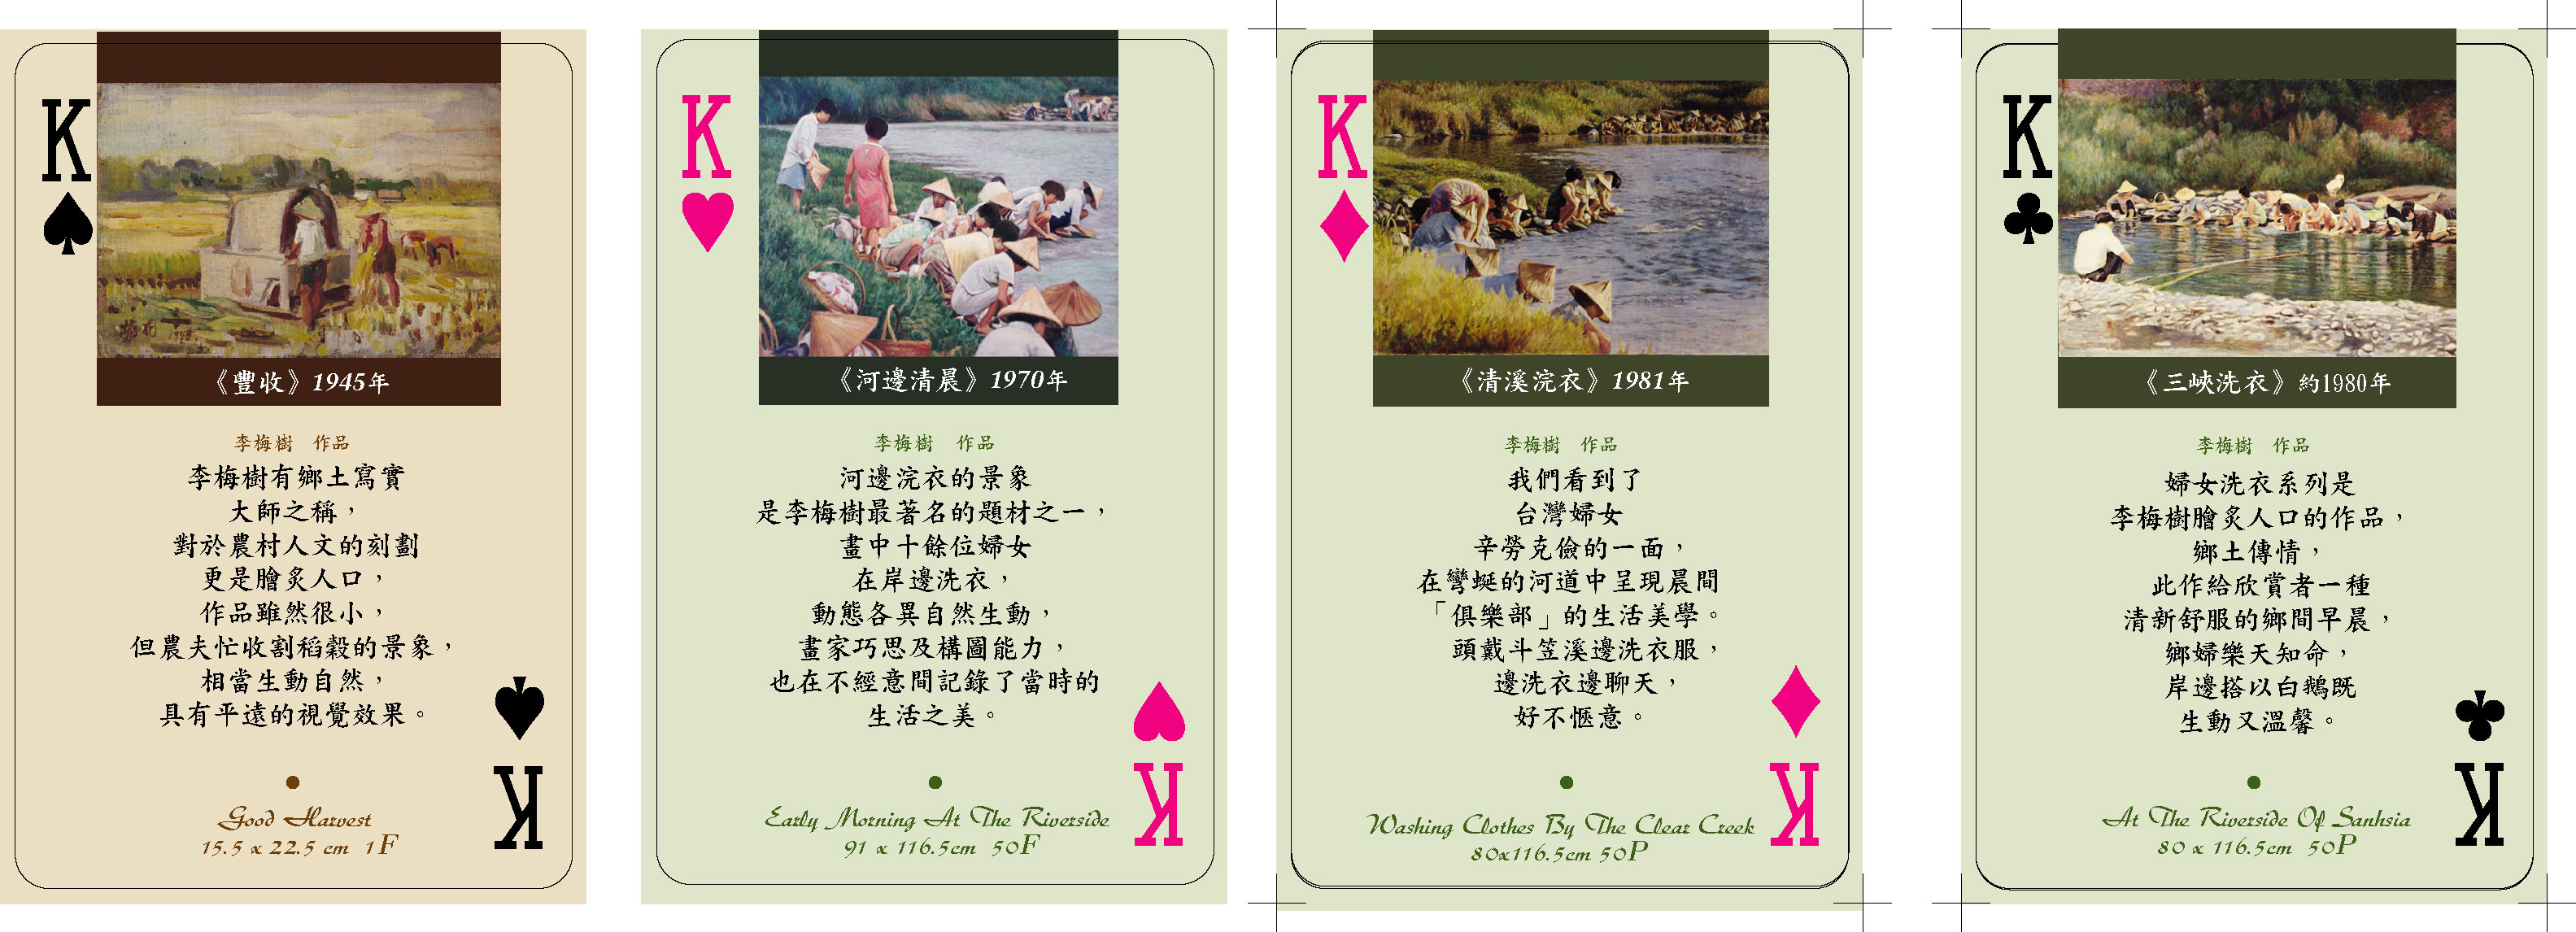 K
《豐收》1945年
李梅樹 作品
李梅樹有鄉土寫實
大師之稱，
對於農村人文的刻劃
更是膾炙人口，
作品雖然很小，
但農夫忙收割稻穀的景象，
相當生動自然，
具有平遠的視覺效果。
Good Harvest
15.5 x 22.5 cm 1F
K
K
《河邊清晨》1970年
李梅樹 作品
河邊浣衣的景象
是李梅樹最著名的題材之一，
畫中十餘位婦女
在岸邊洗衣，
動態各異自然生動，
畫家巧思及構圖能力，
也在不經意間記錄了當時的
生活之美。
Early Morning At The Riverside
91 x 116.5cm 50F
K
K
《清溪浣衣》1981年
李梅樹 作品
我們看到了
台灣婦女
辛勞克儉的一面，
在彎蜒的河道中呈現晨間
「俱樂部」的生活美學。
頭戴斗笠溪邊洗衣服，
邊洗衣邊聊天，
好不愜意。
Washing Clothes By The Clear Creek
80x116.5cm 50P
K
K
《三峽洗衣》約1980年
李梅樹 作品
婦女洗衣系列是
李梅樹膾炙人口的作品，
鄉土傳情，
此作給欣賞者一種
清新舒服的鄉間早晨，
鄉婦樂天知命，
岸邊搭以白鵝既
生動又溫馨。
At The Riverside Of Sanhsia
80 x 116.5cm 50P
K